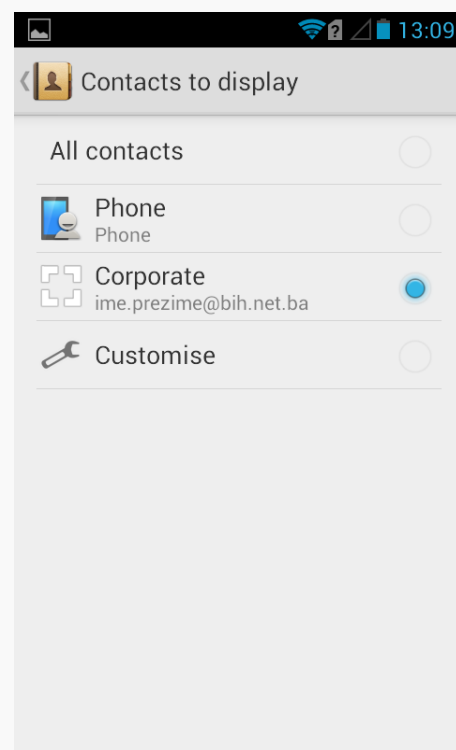 13:09
Contacts to display
All contacts
Phone
Phone
Corporate
ime.prezime@bih.net.ba
Customise